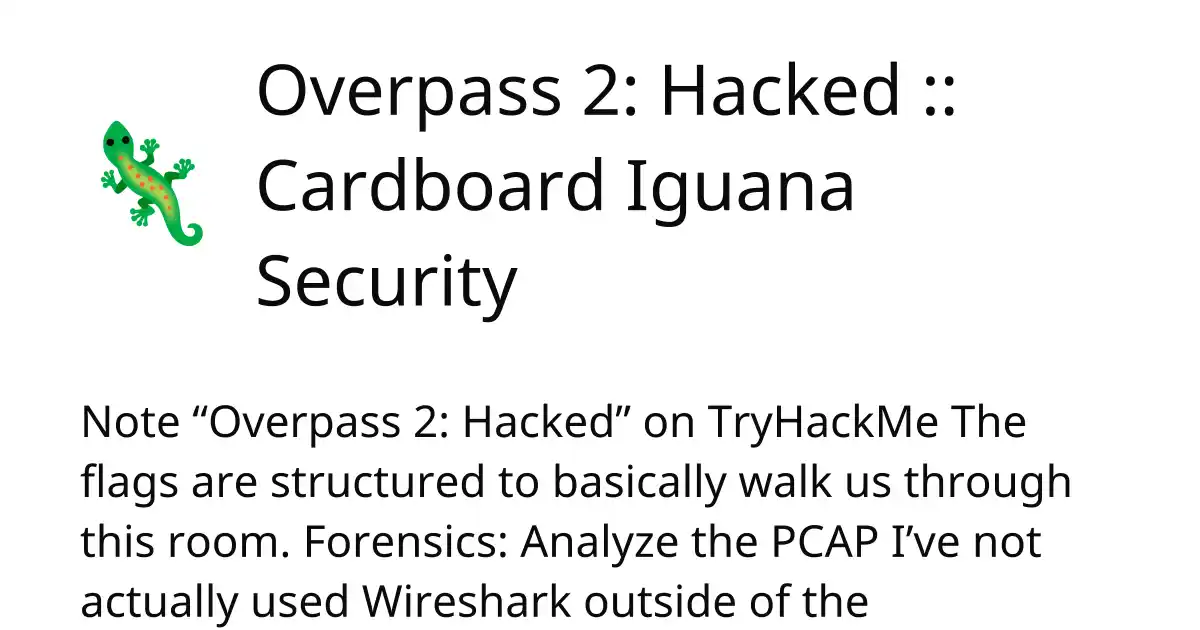 Overpass 2: Hacked ::
Cardboard Iguana
Security
Note “Overpass 2: Hacked” on TryHackMe The
flags are structured to basically walk us through
this room. Forensics: Analyze the PCAP I’ve not
actually used Wireshark outside of the